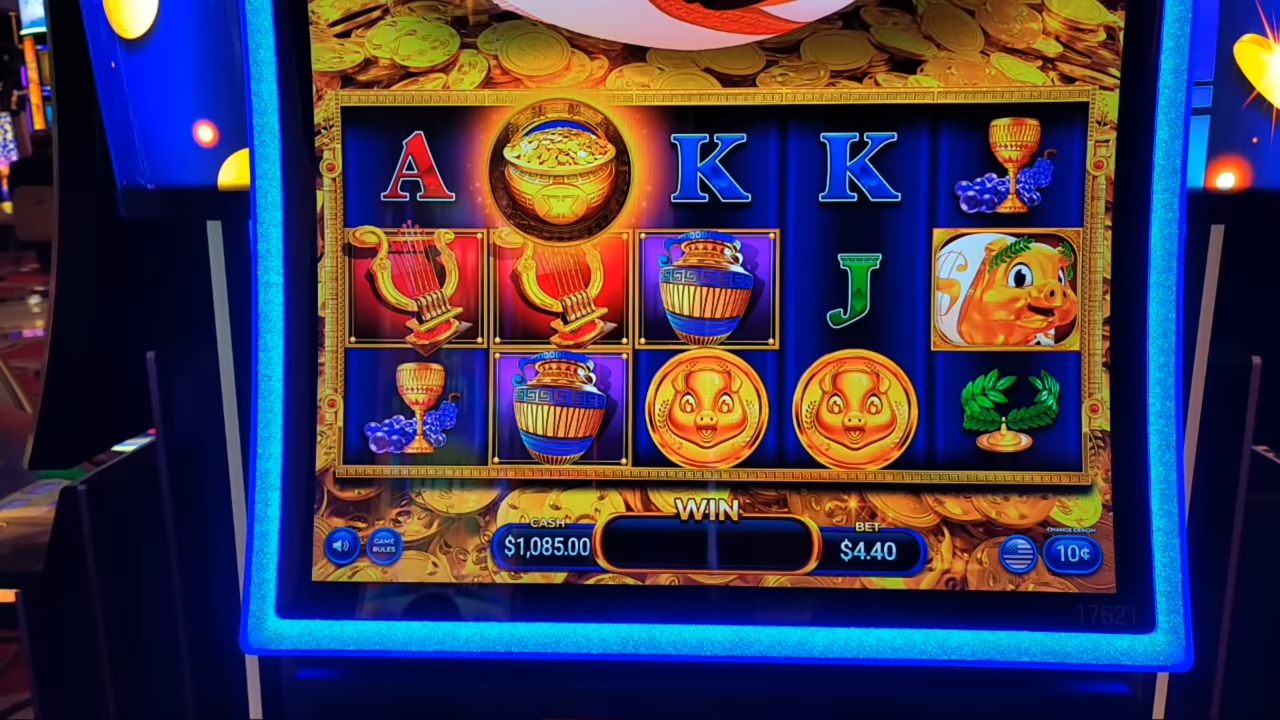 A K K
J
WIN
CASH
$1,085.00
BET
$4.40
GAME
RULES
CHANGE DENOM
10¢
17621